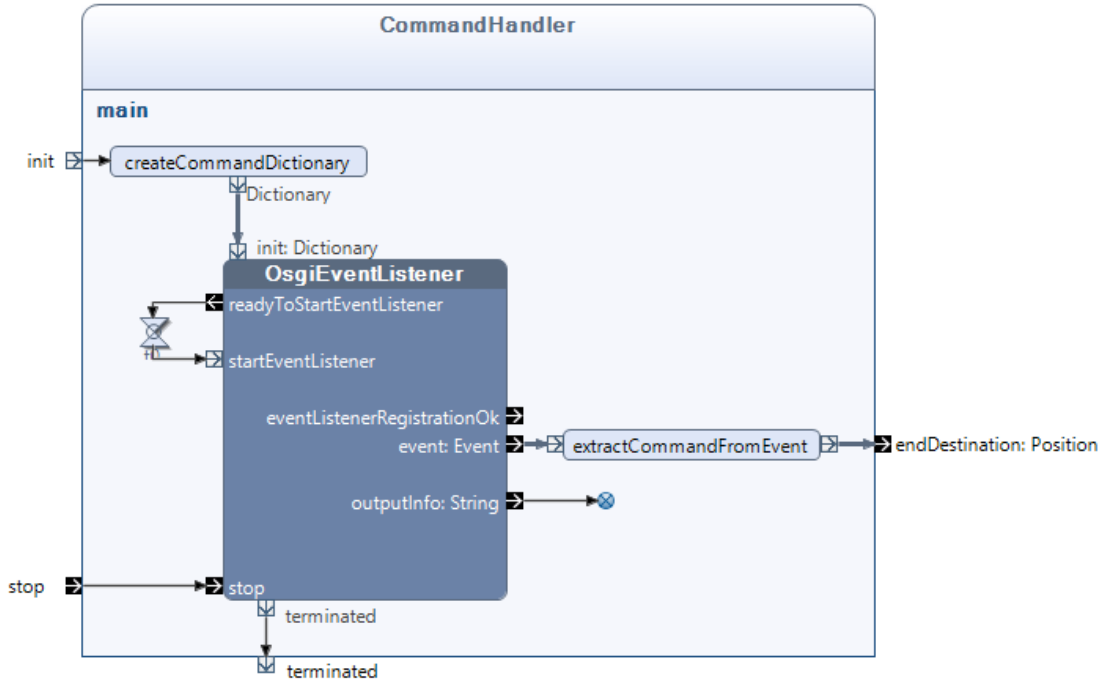 CommandHandler
main
init
createCommandDictionary
Dictionary
init: Dictionary
OsgiEventListener
readyToStartEventListener
startEventListener
eventListenerRegistrationOk
event: Event
extractCommandFromEvent
endDestination: Position
outputInfo: String
stop
stop
terminated
terminated